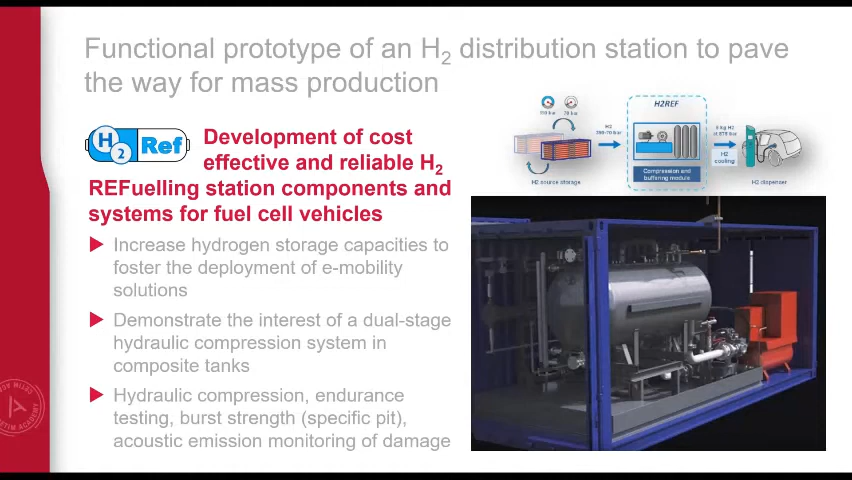 Functional prototype of an H2 distribution station to pave
the way for mass production
H2 Ref
Development of cost
effective and reliable H2
REFuelling station components and
systems for fuel cell vehicles
Increase hydrogen storage capacities to
foster the deployment of e-mobility
solutions
Demonstrate the interest of a dual-stage
hydraulic compression system in
composite tanks
Hydraulic compression, endurance
testing, burst strength (specific pit),
acoustic emission monitoring of damage
70 bar
H2 source storage
H2
H2REF
Compression and
buffering module
H2
cooling
H2 dispenser